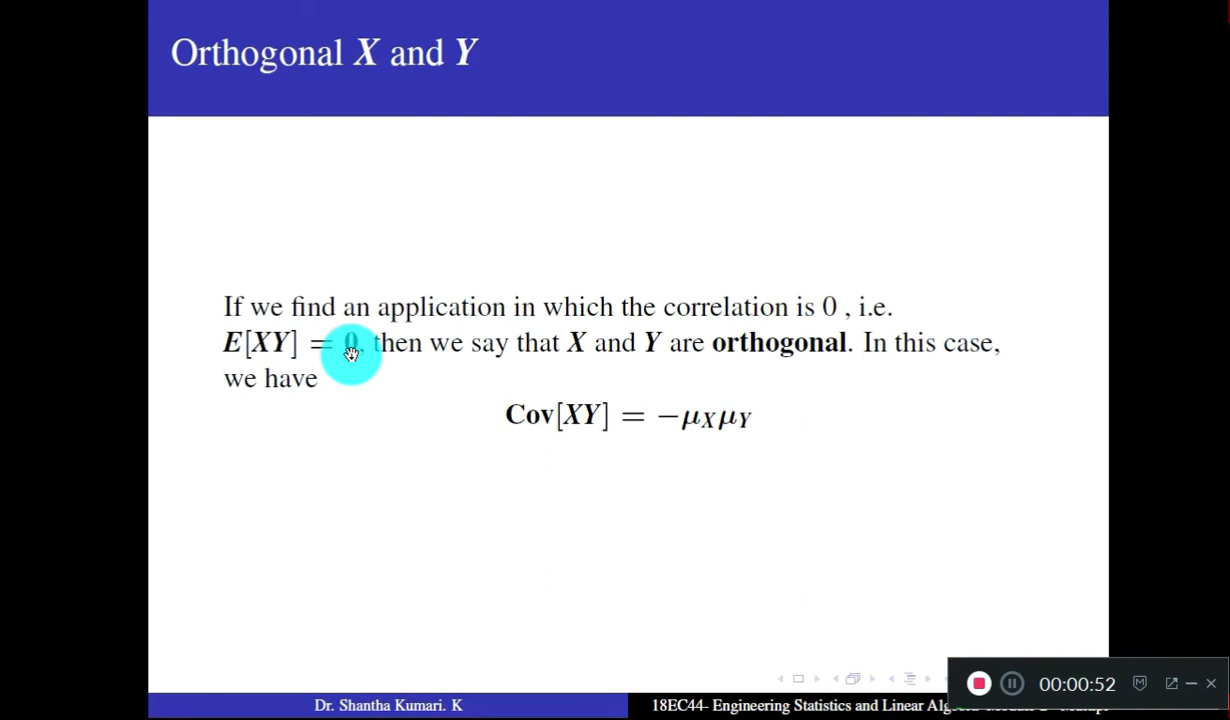 Orthogonal X and Y
If we find an application in which the correlation is 0 , i.e.
E[XY] = 0, then we say that X and Y are orthogonal. In this case,
we have
Cov[XY] = −μX μY
00:00:52
Dr. Shantha Kumari. K
18EC44- Engineering Statistics and Linear